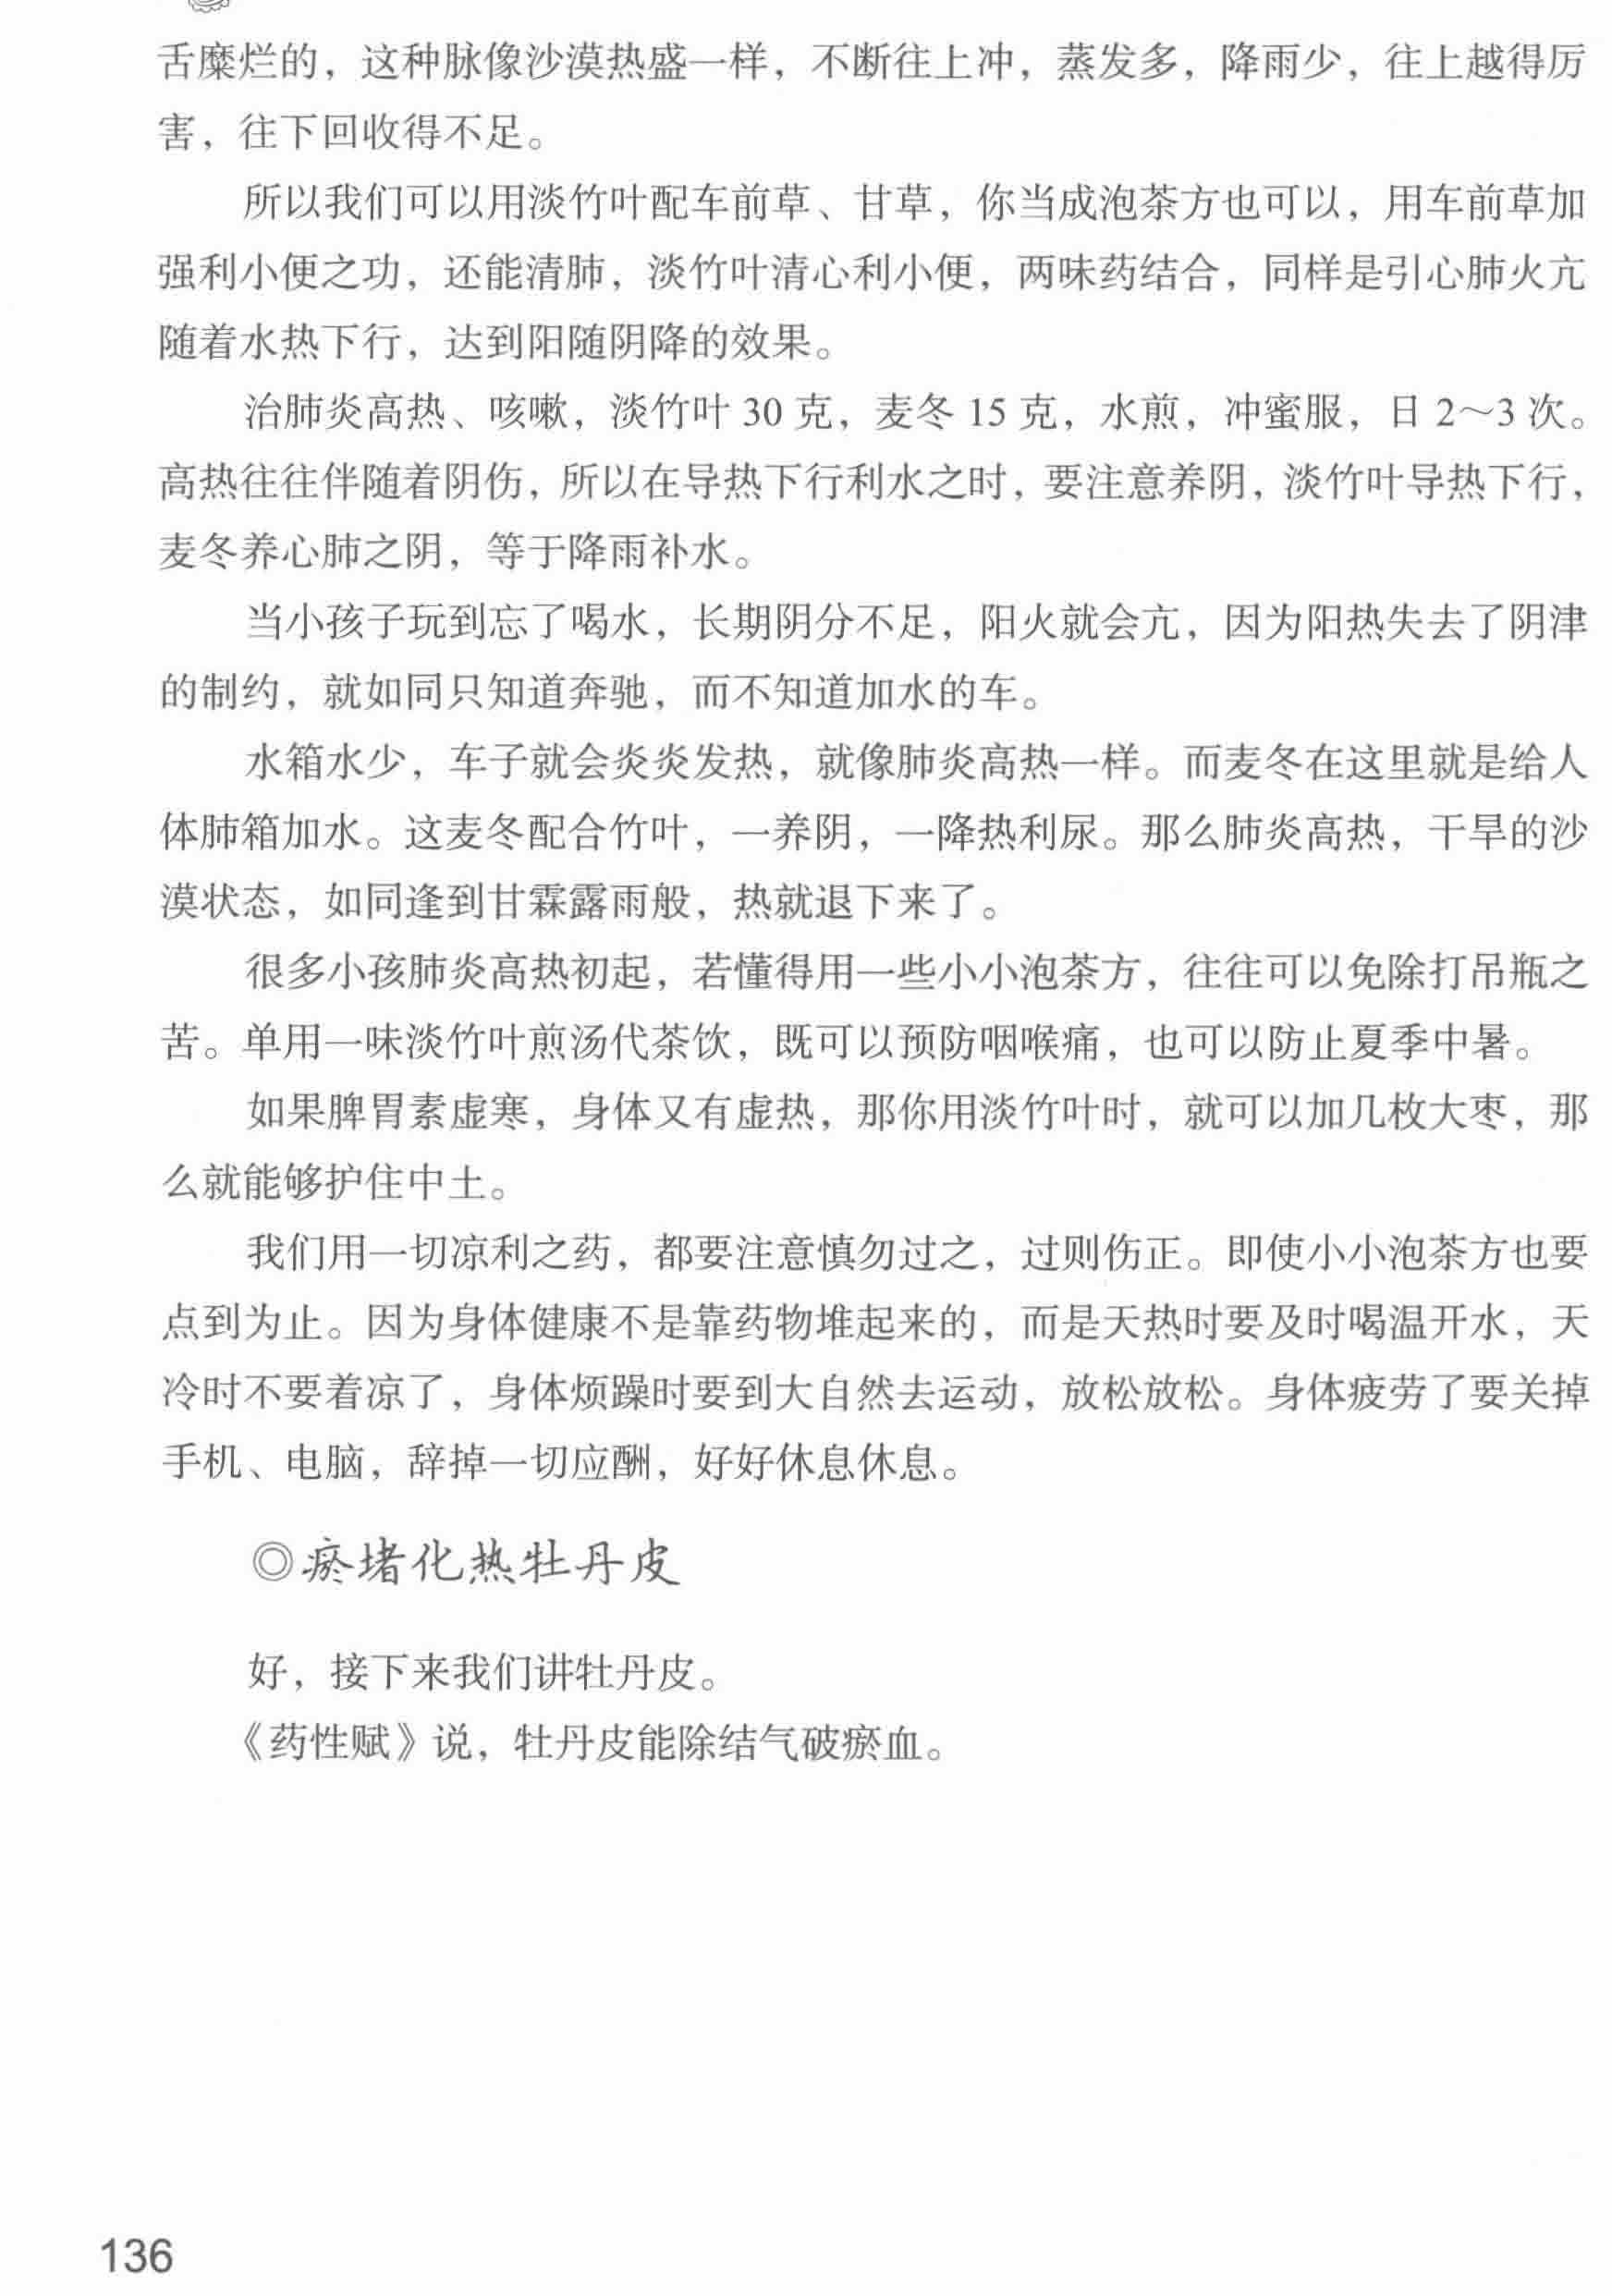 舌糜烂的，这种脉像沙漠热盛一样，不断往上冲，蒸发多，降雨少，往上越得厉
害，往下回收得不足。
所以我们可以用淡竹叶配车前草、甘草，你当成泡茶方也可以，用车前草加
强利小便之功，还能清肺，淡竹叶清心利小便，两味药结合，同样是引心肺火亢
随着水热下行，达到阳随阴降的效果。
治肺炎高热、咳嗽，淡竹叶 30 克，麦冬 15 克，水煎，冲蜜服，日 2～3 次。
高热往往伴随着阴伤，所以在导热下行利水之时，要注意养阴，淡竹叶导热下行，
麦冬养心肺之阴，等于降雨补水。
当小孩子玩到忘了喝水，长期阴分不足，阳火就会亢，因为阳热失去了阴津
的制约，就如同只知道奔驰，而不知道加水的车。
水箱水少，车子就会炎炎发热，就像肺炎高热一样。而麦冬在这里就是给人
体肺箱加水。这麦冬配合竹叶，一养阴，一降热利尿。那么肺炎高热，干旱的沙
漠状态，如同逢到甘霖露雨般，热就退下来了。
很多小孩肺炎高热初起，若懂得用一些小小泡茶方，往往可以免除打吊瓶之
苦。单用一味淡竹叶煎汤代茶饮，既可以预防咽喉痛，也可以防止夏季中暑。
如果脾胃素虚寒，身体又有虚热，那你用淡竹叶时，就可以加几枚大枣，那
么就能够护住中土。
我们用一切凉利之药，都要注意慎勿过之，过则伤正。即使小小泡茶方也要
点到为止。因为身体健康不是靠药物堆起来的，而是天热时要及时喝温开水，天
冷时不要着凉了，身体烦躁时要到大自然去运动，放松放松。身体疲劳了要关掉
手机、电脑，辞掉一切应酬，好好休息休息。
◎瘀堵化热牡丹皮
好，接下来我们讲牡丹皮。
《药性赋》说，牡丹皮能除结气破瘀血。
136